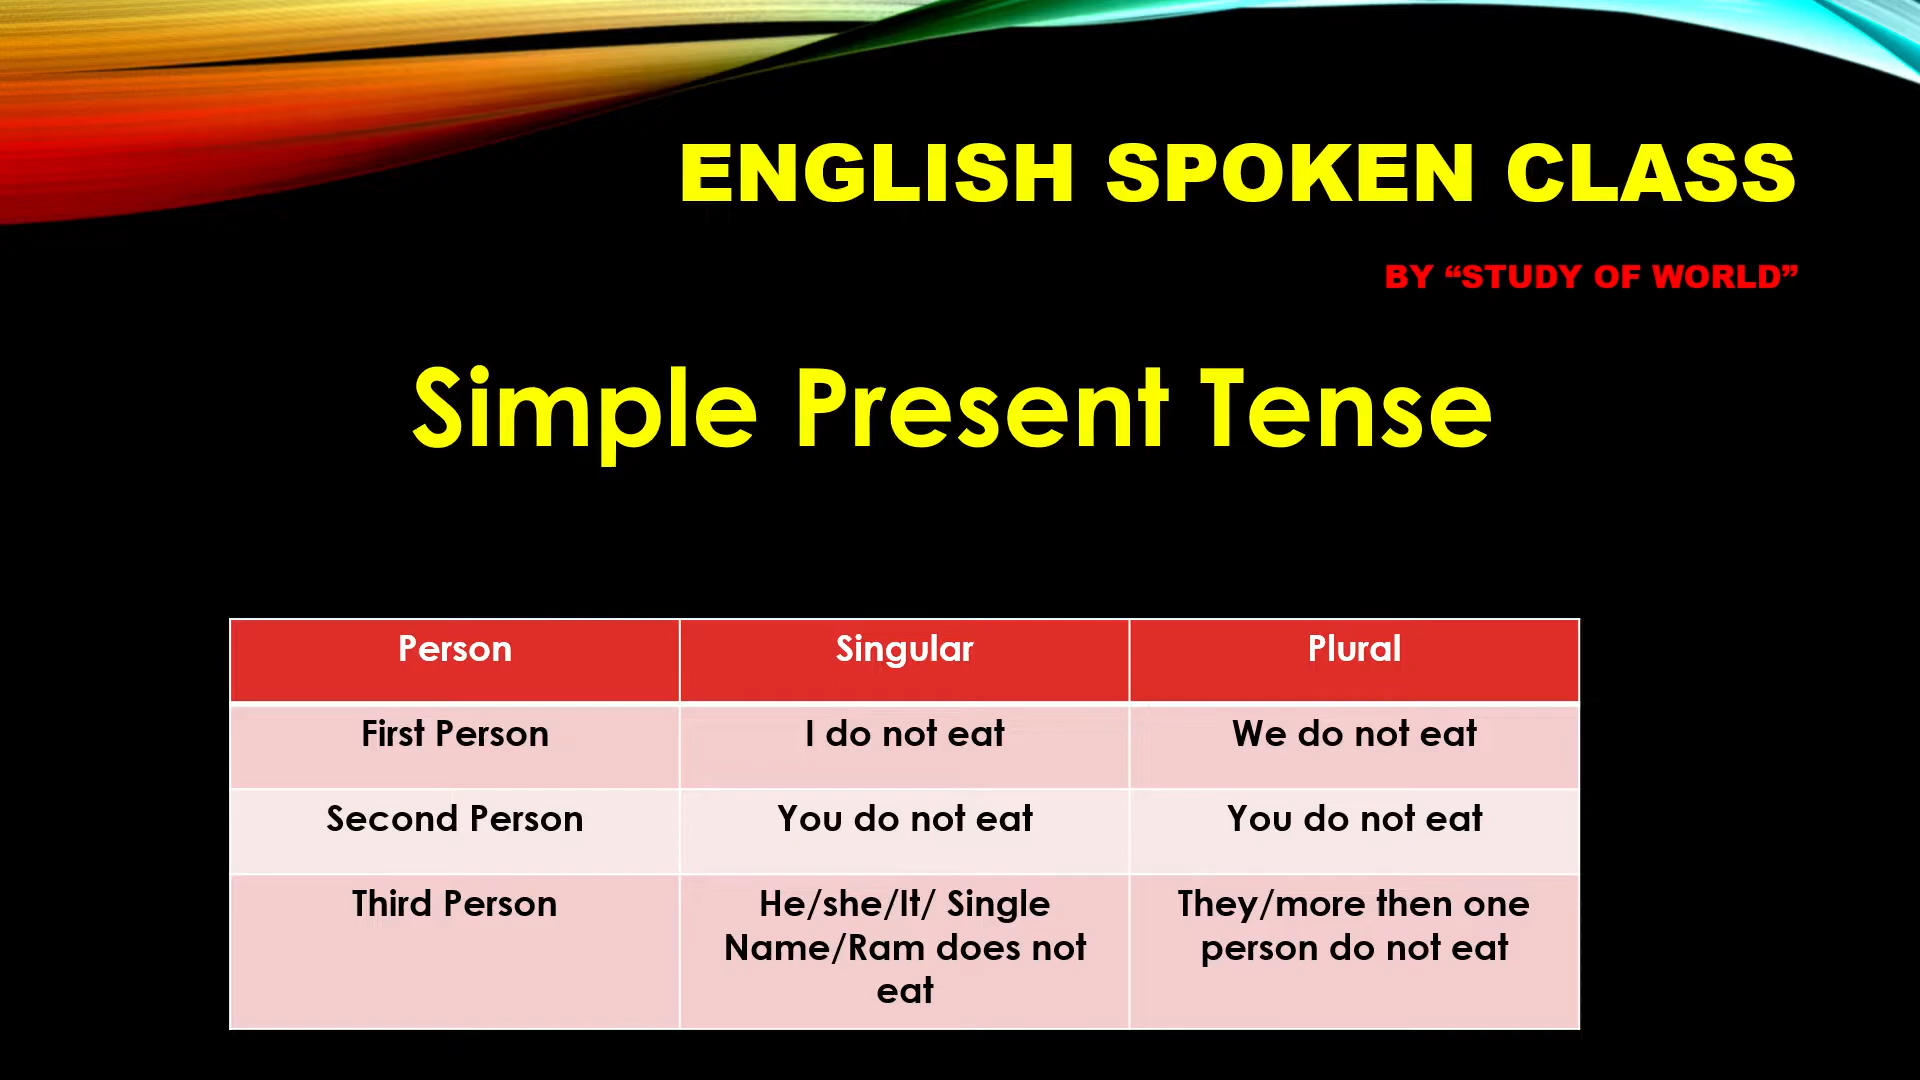 ENGLISH SPOKEN CLASS
BY “STUDY OF WORLD”
Simple Present Tense
Person Singular Plural
First Person I do not eat We do not eat
Second Person You do not eat You do not eat
Third Person He/she/It/ Single They/more then one
Name/Ram does not person do not eat
eat